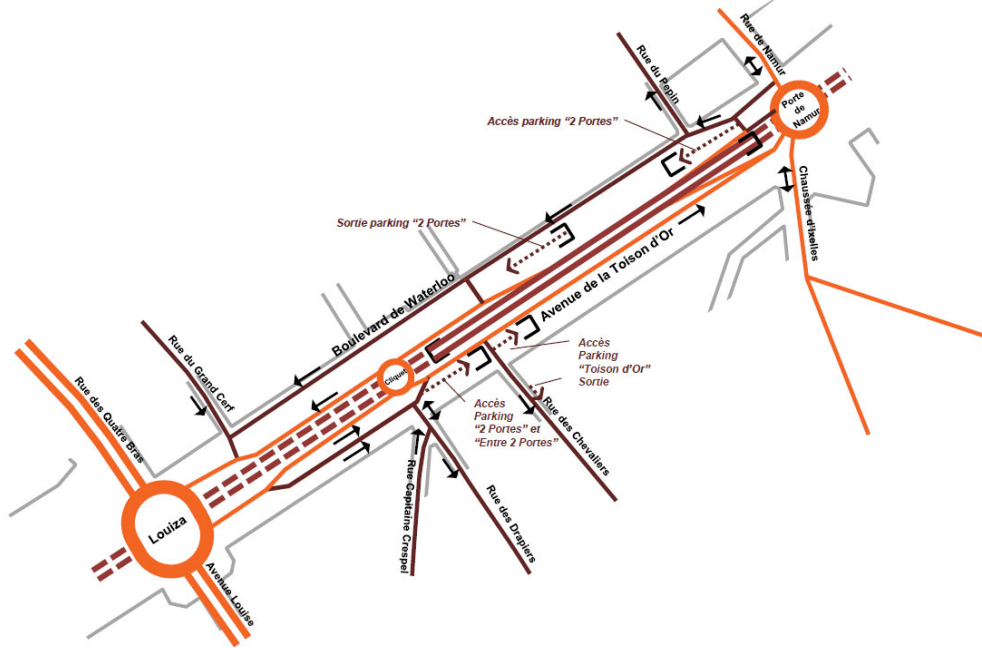 Rue de Namur
Rue du Pepin
Porte
de
Namur
Accès parking “2 Portes”
Chaussée d'Ixelles
Sortie parking “2 Portes”
Avenue de la Toison d'Or
Boulevard de Waterloo
Rue du Grand Cerf
Cliquet
Accès
Parking
“Toison d'Or”
Sortie
Rue des Quatre Bras
Accès
Parking
“2 Portes” et
“Entre 2 Portes”
Rue des Chevaliers
Rue Capitaine Crespel
Rue des Drapiers
Louiza
Avenue Louise